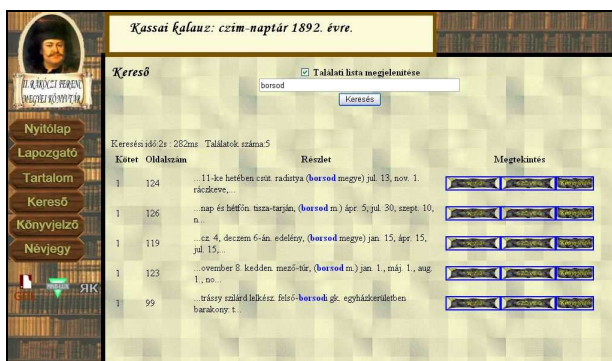 Kassai kalauz: czim-naptár 1892. évre.
II. RÁKÓCZI FERENC
MEGYEI KÖNYVTÁR
Nyitólap
Lapozgató
Tartalom
Kereső
Könyvjelző
Névjegy
Kereső
Találati lista megjelenítése
borsod
Keresés
Keresési idő:2s : 282ms Találatok száma:5
Kötet Oldalszám Részlet Megtekintés
1 124 ...11-ke hetében csüt. radistya (borsod megye) jul. 13, nov. 1.
ráczkeve,...
1 126 ...nap és hétfőn. tisza-tarján, (borsod m.) ápr. 5, jul. 30, szept. 10,
n...
1 119 ...cz. 4, deczem 6-án. edelény, (borsod megye) jan. 15, ápr. 15,
jul. 15,...
1 123 ...ovember 8. kedden. mező-túr, (borsod m.) jan. 1., máj. 1., aug.
1., no...
1 99 ...trássy szilárd lelkész. felső-borsodi gk. egyházkerületben
barakony: t...